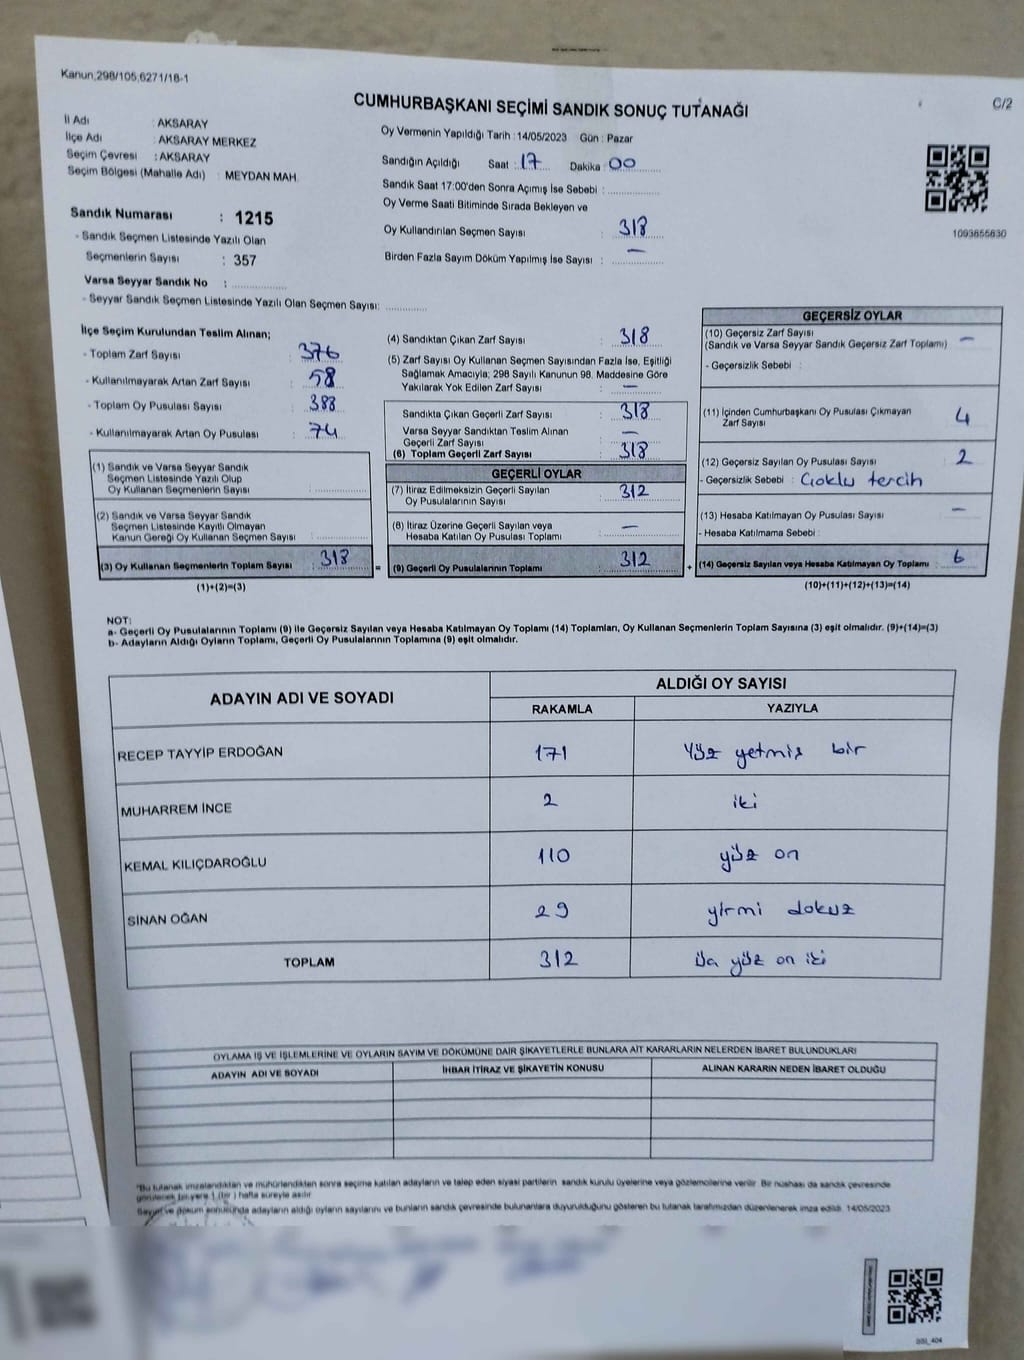 Kanun,298/105,6271/18-1
CUMHURBAŞKANI SEÇİMİ SANDIK SONUÇ TUTANAĞI
C/2
İl Adı : AKSARAY
İlçe Adı : AKSARAY MERKEZ
Seçim Çevresi : AKSARAY
Seçim Bölgesi (Mahalle Adı) : MEYDAN MAH.
Oy Vermenin Yapıldığı Tarih : 14/05/2023 Gün : Pazar
Sandığın Açıldığı Saat : 17 Dakika : 00
Sandık Saat 17:00'den Sonra Açımış İse Sebebi :
Oy Verme Saati Bitiminde Sırada Bekleyen ve
Oy Kullandırılan Seçmen Sayısı : 318
Birden Fazla Sayım Döküm Yapılmış İse Sayısı : —
1093655630
Sandık Numarası : 1215
- Sandık Seçmen Listesinde Yazılı Olan
Seçmenlerin Sayısı : 357
Varsa Seyyar Sandık No :
- Seyyar Sandık Seçmen Listesinde Yazılı Olan Seçmen Sayısı:
İlçe Seçim Kurulundan Teslim Alınan;
- Toplam Zarf Sayısı : 376
- Kullanılmayarak Artan Zarf Sayısı : 58
- Toplam Oy Pusulası Sayısı : 388
- Kullanılmayarak Artan Oy Pusulası : 74
(1) Sandık ve Varsa Seyyar Sandık
Seçmen Listesinde Yazılı Olup
Oy Kullanan Seçmenlerin Sayısı :
(2) Sandık ve Varsa Seyyar Sandık
Seçmen Listesinde Kayıtlı Olmayan
Kanun Gereği Oy Kullanan Seçmen Sayısı :
(3) Oy Kullanan Seçmenlerin Toplam Sayısı : 318
(1)+(2)=(3)
(4) Sandıktan Çıkan Zarf Sayısı : 318
(5) Zarf Sayısı Oy Kullanan Seçmen Sayısından Fazla İse, Eşitliği
Sağlamak Amacıyla; 298 Sayılı Kanunun 98. Maddesine Göre
Yakılarak Yok Edilen Zarf Sayısı : —
Sandıkta Çıkan Geçerli Zarf Sayısı : 318
Varsa Seyyar Sandıktan Teslim Alınan
Geçerli Zarf Sayısı : —
(6) Toplam Geçerli Zarf Sayısı : 318
GEÇERLİ OYLAR
(7) İtiraz Edilmeksizin Geçerli Sayılan
Oy Pusulalarının Sayısı : 312
(8) İtiraz Üzerine Geçerli Sayılan veya
Hesaba Katılan Oy Pusulası Toplamı : —
= (9) Geçerli Oy Pusulalarının Toplamı : 312
GEÇERSİZ OYLAR
(10) Geçersiz Zarf Sayısı
(Sandık ve Varsa Seyyar Sandık Geçersiz Zarf Toplamı) —
- Geçersizlik Sebebi :
(11) İçinden Cumhurbaşkanı Oy Pusulası Çıkmayan
Zarf Sayısı 4
(12) Geçersiz Sayılan Oy Pusulası Sayısı : 2
- Geçersizlik Sebebi : Çoklu tercih
(13) Hesaba Katılmayan Oy Pusulası Sayısı : —
- Hesaba Katılmama Sebebi :
+ (14) Geçersiz Sayılan veya Hesaba Katılmayan Oy Toplamı : 6
(10)+(11)+(12)+(13)=(14)
NOT:
a- Geçerli Oy Pusulalarının Toplamı (9) ile Geçersiz Sayılan veya Hesaba Katılmayan Oy Toplamı (14) Toplamları, Oy Kullanan Seçmenlerin Toplam Sayısına (3) eşit olmalıdır. (9)+(14)=(3)
b- Adayların Aldığı Oyların Toplamı, Geçerli Oy Pusulalarının Toplamına (9) eşit olmalıdır.
ADAYIN ADI VE SOYADI ALDIĞI OY SAYISI
RAKAMLA YAZIYLA
RECEP TAYYİP ERDOĞAN 171 Yüz yetmiş bir
MUHARREM İNCE 2 iki
KEMAL KILIÇDAROĞLU 110 yüz on
SİNAN OĞAN 29 yirmi dokuz
TOPLAM 312 Üç yüz on iki
OYLAMA İŞ VE İŞLEMLERİNE VE OYLARIN SAYIM VE DÖKÜMÜNE DAİR ŞİKAYETLERLE BUNLARA AİT KARARLARIN NELERDEN İBARET BULUNDUKLARI
ADAYIN ADI VE SOYADI İHBAR İTİRAZ VE ŞİKAYETİN KONUSU ALINAN KARARIN NEDEN İBARET OLDUĞU
"Bu tutanak imzalandıktan ve mühürlendikten sonra seçime katılan adayların ve talep eden siyasi partilerin sandık kurulu üyelerine veya gözlemcilerine verilir. Bir nüshası da sandık çevresinde
görülecek bir yere 1 (bir ) hafta süreyle asılır
Sayım ve döküm sonucunda adayların aldığı oyların sayılarını ve bunların sandık çevresinde bulunanlara duyurulduğunu gösteren bu tutanak tarafımızdan düzenlenerek imza edildi. 14/05/2023